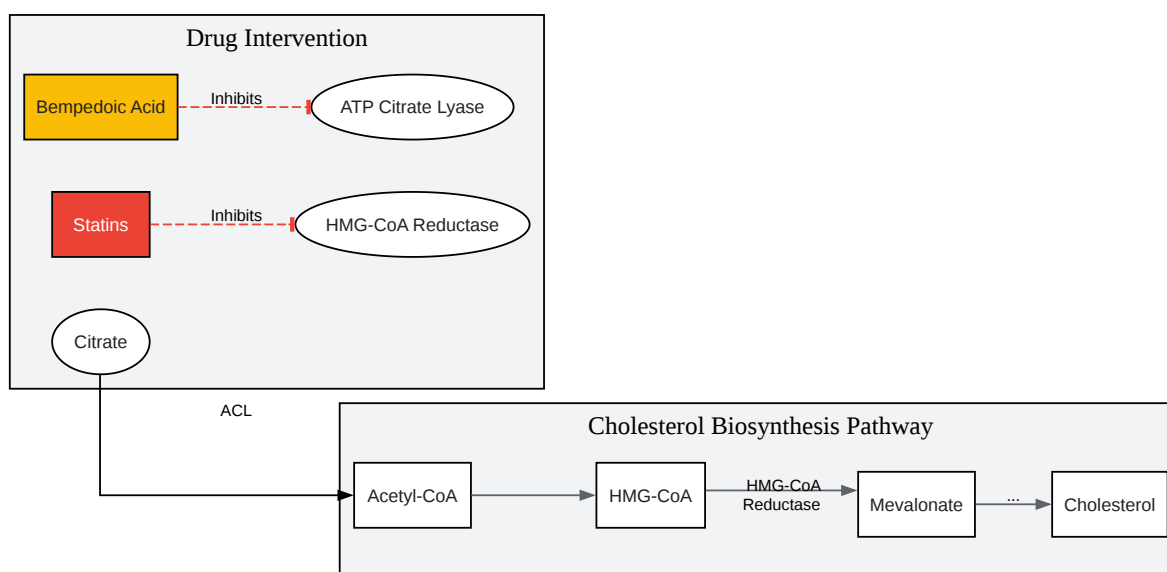 Drug Intervention
Bempedoic Acid
Inhibits
ATP Citrate Lyase
Statins
Inhibits
HMG-CoA Reductase
Citrate
ACL
Cholesterol Biosynthesis Pathway
Acetyl-CoA
HMG-CoA
HMG-CoA
Reductase
Mevalonate
...
Cholesterol